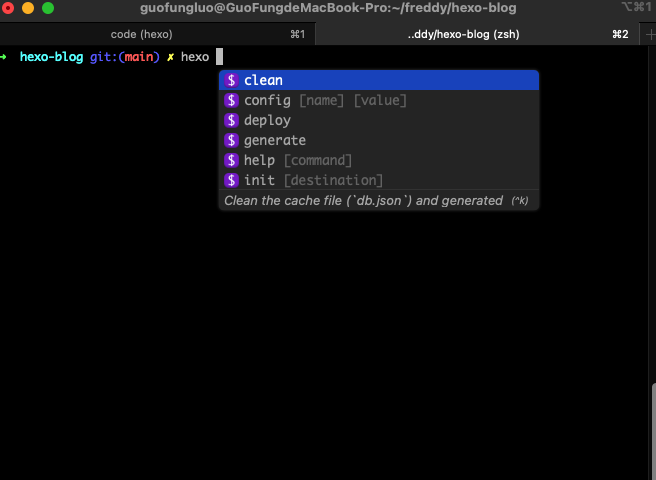 guofungluo@GuoFungdeMacBook-Pro:~/freddy/hexo-blog ⌥⌘1
code (hexo) ⌘1 ..ddy/hexo-blog (zsh) ⌘2 +
➜ hexo-blog git:(main) ✗ hexo
$ clean
$ config [name] [value]
$ deploy
$ generate
$ help [command]
$ init [destination]
Clean the cache file (`db.json`) and generated (^k)